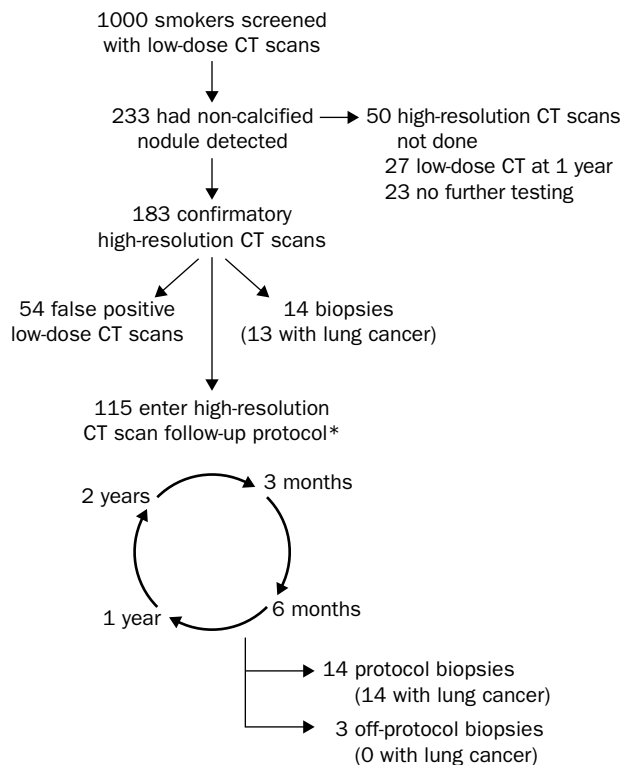 1000 smokers screened
with low-dose CT scans
233 had non-calcified
nodule detected
50 high-resolution CT scans
not done
27 low-dose CT at 1 year
23 no further testing
183 confirmatory
high-resolution CT scans
54 false positive
low-dose CT scans
14 biopsies
(13 with lung cancer)
115 enter high-resolution
CT scan follow-up protocol*
2 years
3 months
1 year
6 months
14 protocol biopsies
(14 with lung cancer)
3 off-protocol biopsies
(0 with lung cancer)